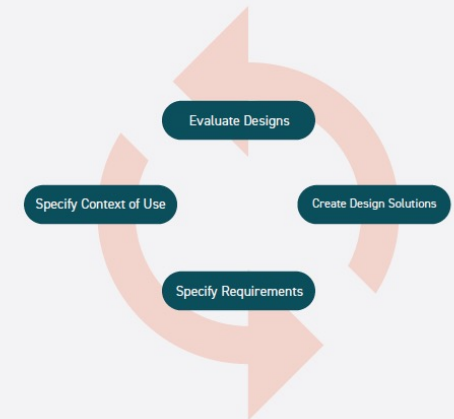 Evaluate Designs
Specify Context of Use
Create Design Solutions
Specify Requirements